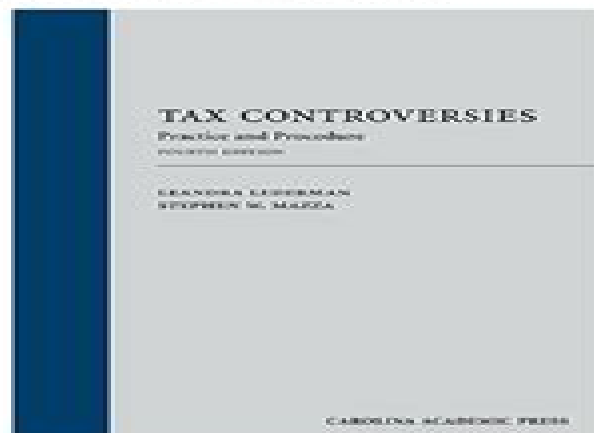 TAX CONTROVERSIES
Practice and Procedure
FOURTH EDITION
LEANDRA LEDERMAN
STEPHEN W. MAZZA
CAROLINA ACADEMIC PRESS